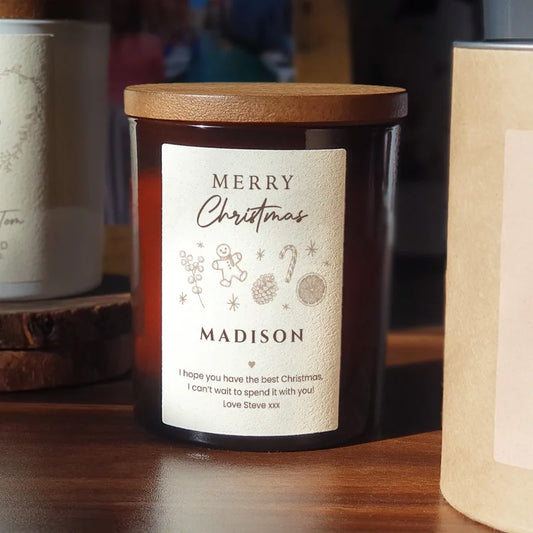 MERRY
Christmas
MADISON
I hope you have the best Christmas,
I can't wait to spend it with you!
Love Steve xxx
Tom